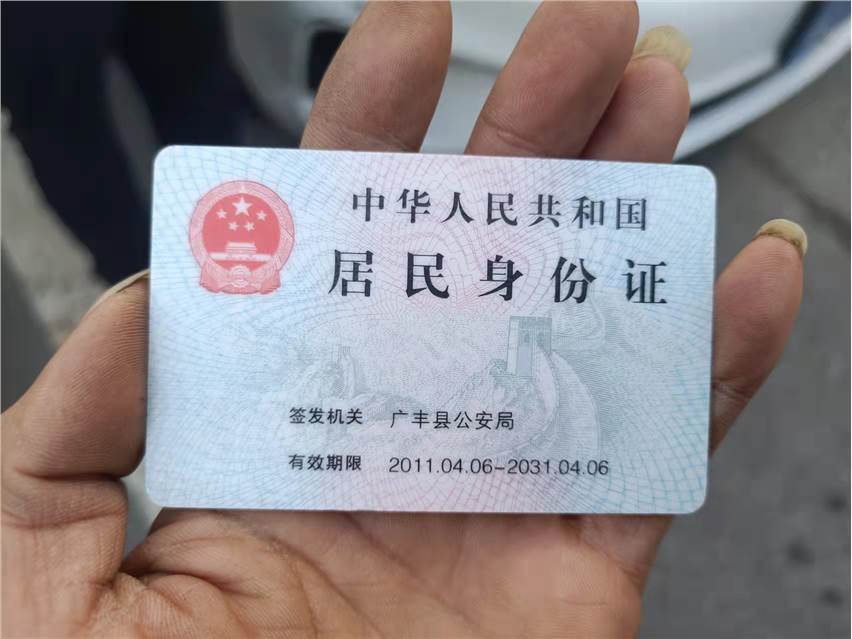 中华人民共和国
居民身份证
签发机关 广丰县公安局
有效期限 2011.04.06-2031.04.06